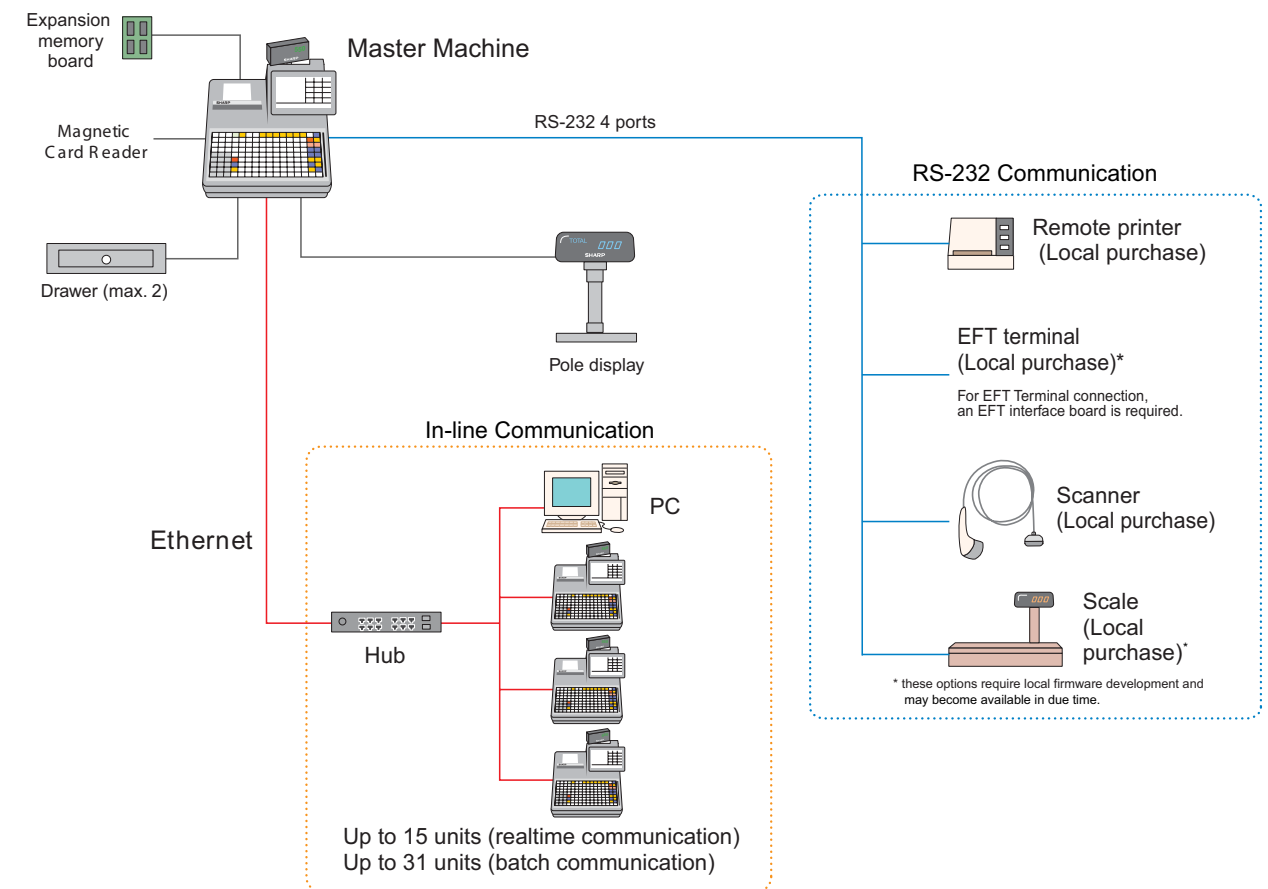 Expansion
memory
board
Master Machine
SHARP
SHARP
Magnetic
Card Reader
RS-232 4 ports
RS-232 Communication
Remote printer
(Local purchase)
TOTAL 000
SHARP
Drawer (max. 2)
Pole display
EFT terminal
(Local purchase)*
For EFT Terminal connection,
an EFT interface board is required.
In-line Communication
PC
Scanner
(Local purchase)
Ethernet
Hub
000
Scale
(Local
purchase)*
* these options require local firmware development and
may become available in due time.
Up to 15 units (realtime communication)
Up to 31 units (batch communication)